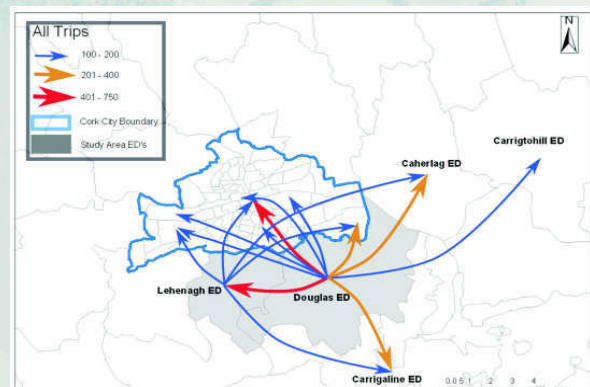 All Trips
100 - 200
201 - 400
401 - 750
Cork City Boundary
Study Area ED's
N
Carrigtohill ED
Caherlag ED
Lehenagh ED
Douglas ED
Carrigaline ED
0 0.5 1 2 3 4